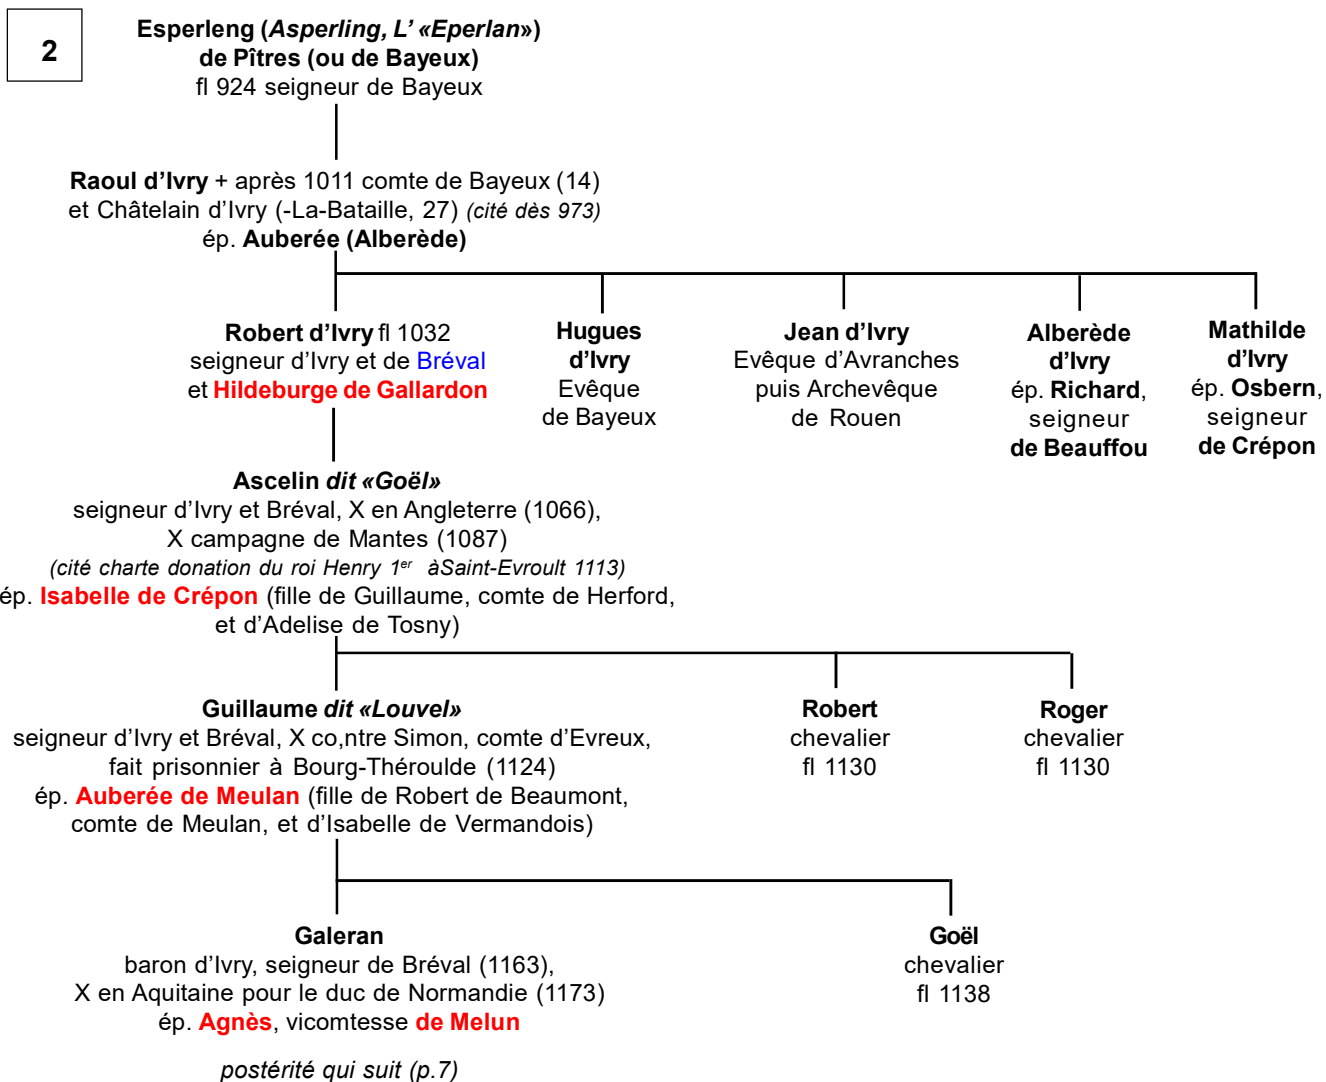 2
Esperleng (Asperling, L' «Eperlan»)
de Pîtres (ou de Bayeux)
fl 924 seigneur de Bayeux
Raoul d'Ivry + après 1011 comte de Bayeux (14)
et Châtelain d'Ivry (-La-Bataille, 27) (cité dès 973)
ép. Auberée (Alberède)
Robert d'Ivry fl 1032
seigneur d'Ivry et de Bréval
et Hildeburge de Gallardon
Hugues
d'Ivry
Evêque
de Bayeux
Jean d'Ivry
Evêque d'Avranches
puis Archevêque
de Rouen
Alberède
d'Ivry
ép. Richard,
seigneur
de Beauffou
Mathilde
d'Ivry
ép. Osbern,
seigneur
de Crépon
Ascelin dit «Goël»
seigneur d'Ivry et Bréval, X en Angleterre (1066),
X campagne de Mantes (1087)
(cité charte donation du roi Henry 1er àSaint-Evroult 1113)
ép. Isabelle de Crépon (fille de Guillaume, comte de Herford,
et d'Adelise de Tosny)
Guillaume dit «Louvel»
seigneur d'Ivry et Bréval, X co,ntre Simon, comte d'Evreux,
fait prisonnier à Bourg-Théroulde (1124)
ép. Auberée de Meulan (fille de Robert de Beaumont,
comte de Meulan, et d'Isabelle de Vermandois)
Robert
chevalier
fl 1130
Roger
chevalier
fl 1130
Galeran
baron d'Ivry, seigneur de Bréval (1163),
X en Aquitaine pour le duc de Normandie (1173)
ép. Agnès, vicomtesse de Melun
Goël
chevalier
fl 1138
postérité qui suit (p.7)